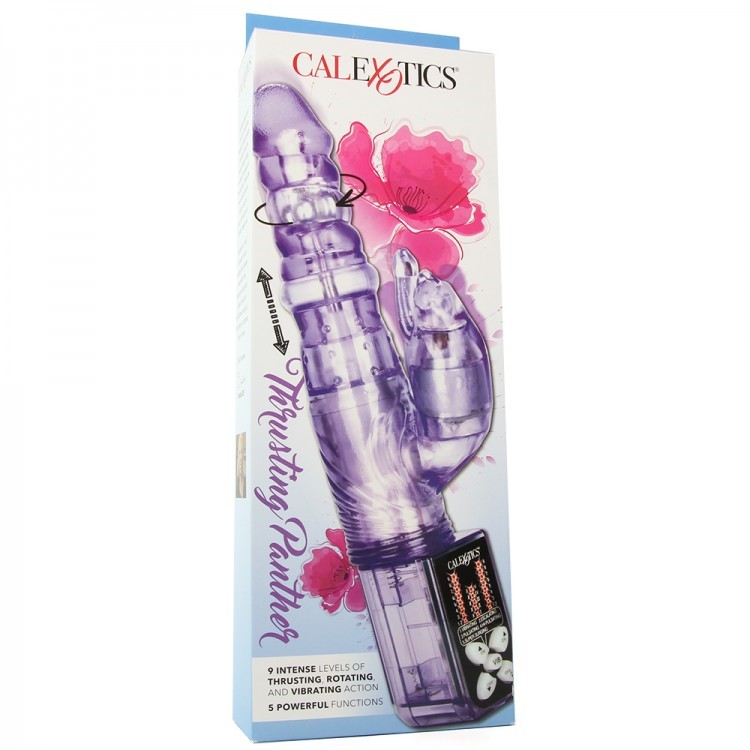 CALEXOTICS®
Thrusting Panther
CALEXOTICS
9 INTENSE LEVELS OF
THRUSTING, ROTATING,
AND VIBRATING ACTION
5 POWERFUL FUNCTIONS